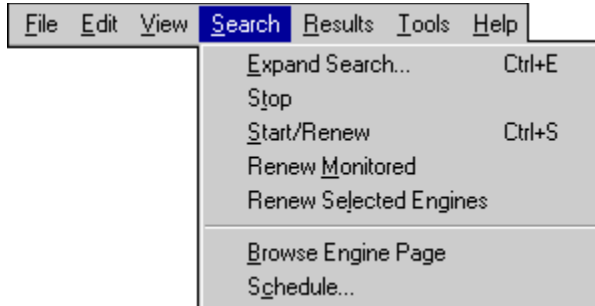 File Edit View Search Results Tools Help
Expand Search... Ctrl+E
Stop
Start/Renew Ctrl+S
Renew Monitored
Renew Selected Engines
Browse Engine Page
Schedule...